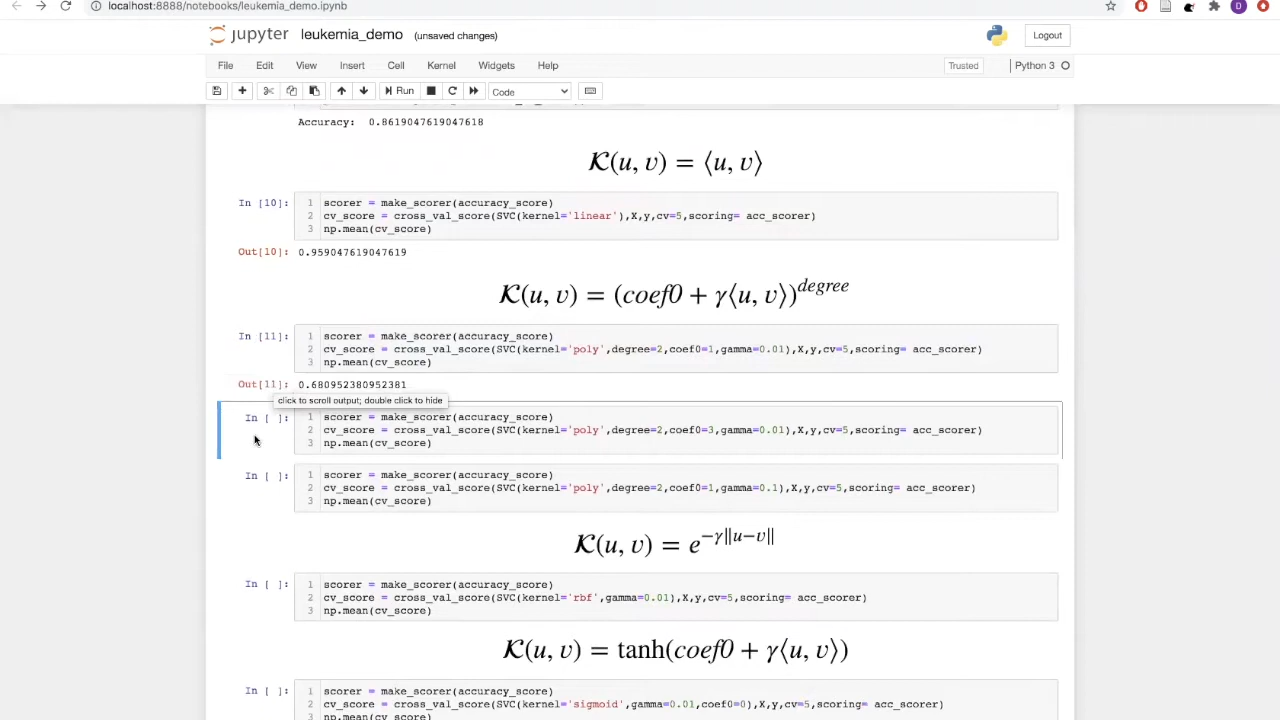 localhost:8888/notebooks/leukemia_demo.ipynb
D
jupyter leukemia_demo (unsaved changes)
Logout
File Edit View Insert Cell Kernel Widgets Help
Trusted
Python 3
Run
Code
Accuracy: 0.8619047619047618
𝒦(u, v) = ⟨u, v⟩
In [10]:
1 scorer = make_scorer(accuracy_score)
2 cv_score = cross_val_score(SVC(kernel='linear'),X,y,cv=5,scoring= acc_scorer)
3 np.mean(cv_score)
Out[10]: 0.959047619047619
𝒦(u, v) = (coef0 + γ⟨u, v⟩)^degree
In [11]:
1 scorer = make_scorer(accuracy_score)
2 cv_score = cross_val_score(SVC(kernel='poly',degree=2,coef0=1,gamma=0.01),X,y,cv=5,scoring= acc_scorer)
3 np.mean(cv_score)
Out[11]: 0.680952380952381
click to scroll output; double click to hide
In [ ]:
1 scorer = make_scorer(accuracy_score)
2 cv_score = cross_val_score(SVC(kernel='poly',degree=2,coef0=3,gamma=0.01),X,y,cv=5,scoring= acc_scorer)
3 np.mean(cv_score)
In [ ]:
1 scorer = make_scorer(accuracy_score)
2 cv_score = cross_val_score(SVC(kernel='poly',degree=2,coef0=1,gamma=0.1),X,y,cv=5,scoring= acc_scorer)
3 np.mean(cv_score)
𝒦(u, v) = e^−γ‖u−v‖
In [ ]:
1 scorer = make_scorer(accuracy_score)
2 cv_score = cross_val_score(SVC(kernel='rbf',gamma=0.01),X,y,cv=5,scoring= acc_scorer)
3 np.mean(cv_score)
𝒦(u, v) = tanh(coef0 + γ⟨u, v⟩)
In [ ]:
1 scorer = make_scorer(accuracy_score)
2 cv_score = cross_val_score(SVC(kernel='sigmoid',gamma=0.01,coef0=0),X,y,cv=5,scoring= acc_scorer)
3 np.mean(cv_score)